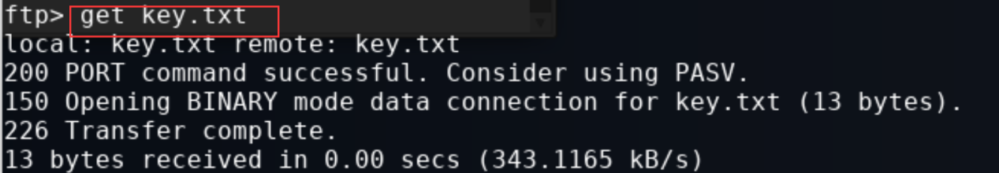 ftp> get key.txt
local: key.txt remote: key.txt
200 PORT command successful. Consider using PASV.
150 Opening BINARY mode data connection for key.txt (13 bytes).
226 Transfer complete.
13 bytes received in 0.00 secs (343.1165 kB/s)